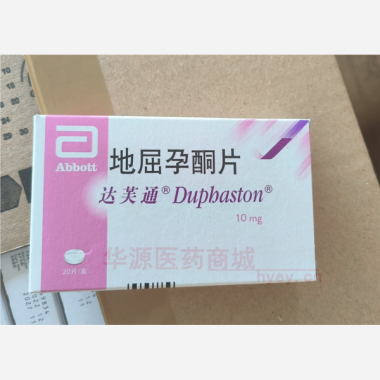 Abbott
地屈孕酮片
达芙通® Duphaston®
10 mg
20片/盒
华源医药商城